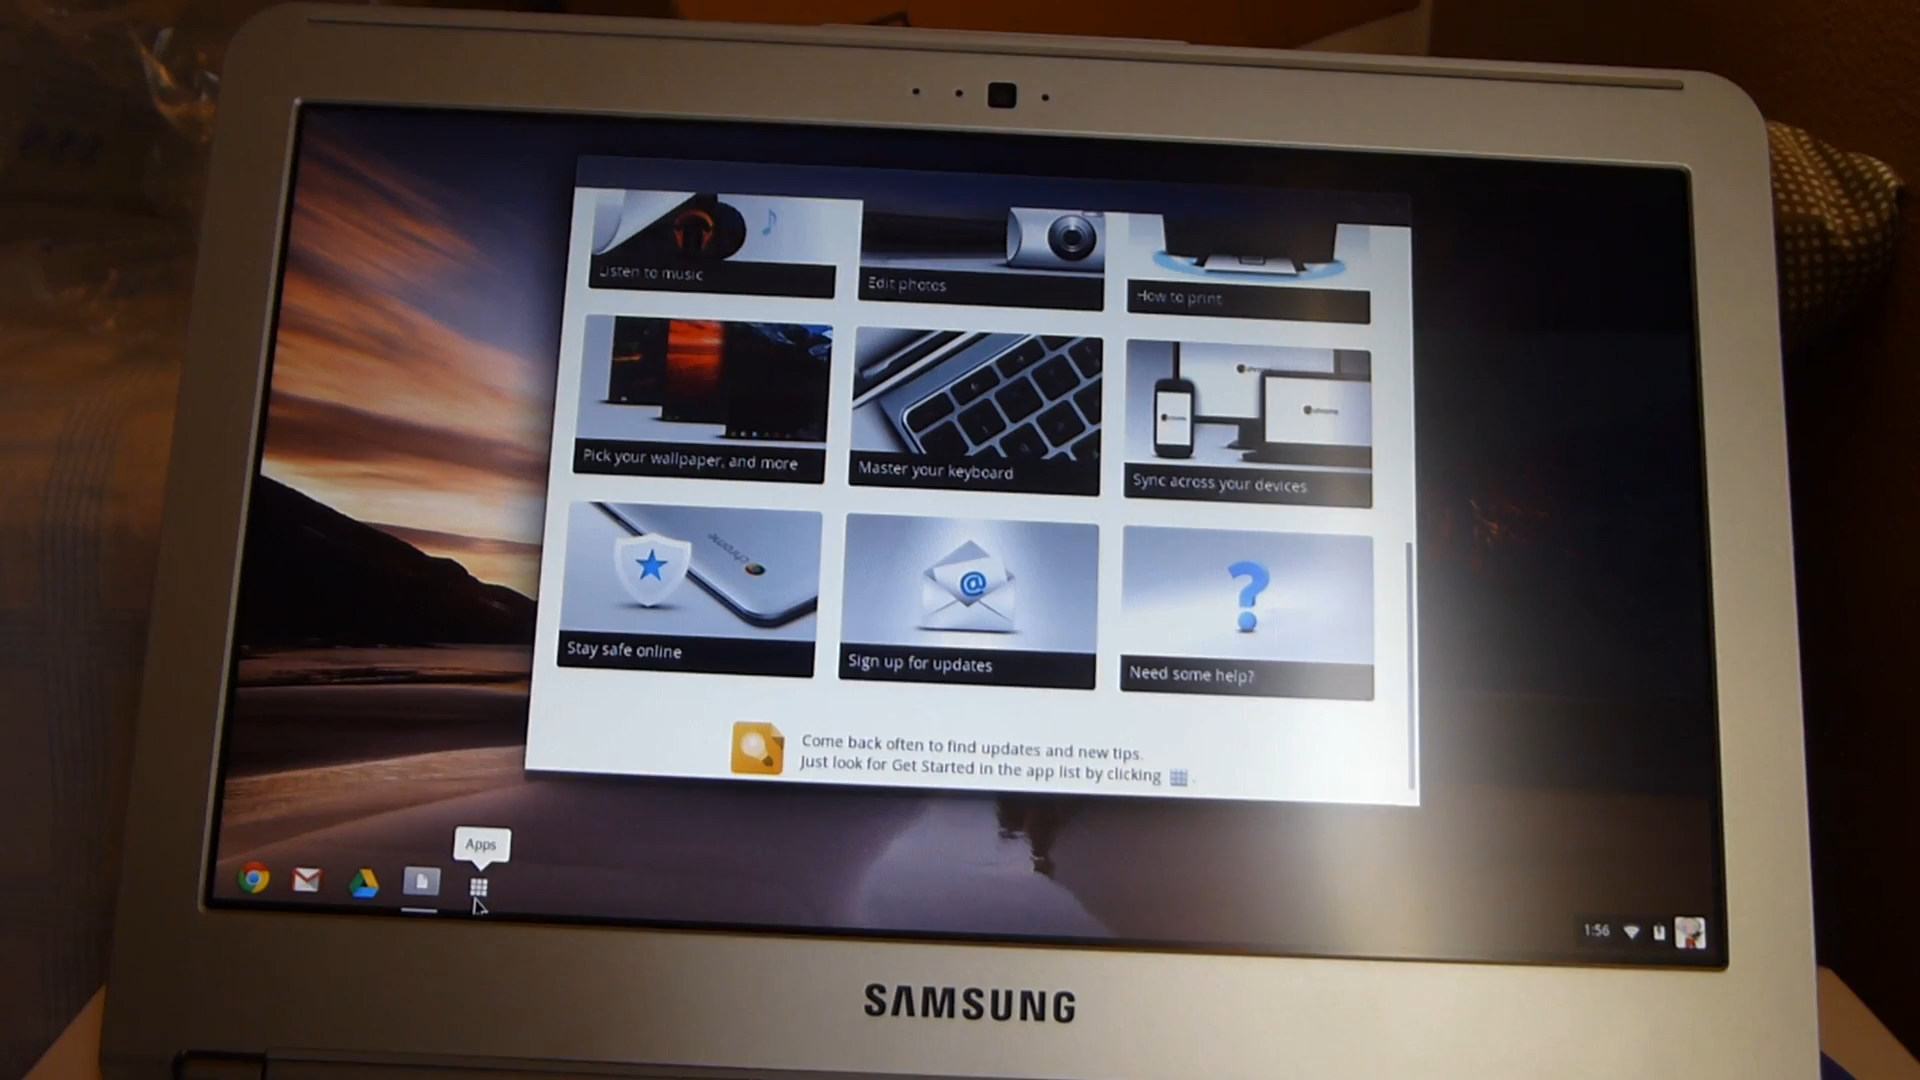 Listen to music
Edit photos
How to print
Pick your wallpaper, and more
Master your keyboard
Sync across your devices
chrome
Stay safe online
Sign up for updates
Need some help?
Come back often to find updates and new tips.
Just look for Get Started in the app list by clicking
Apps
1:56
SAMSUNG